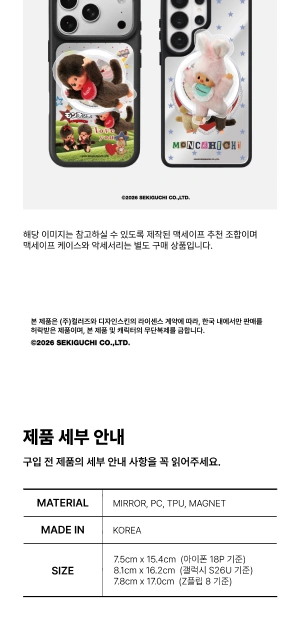 Love
MONCHHICHI
©2026 SEKIGUCHI CO.,LTD.
해당 이미지는 참고하실 수 있도록 제작된 맥세이프 추천 조합이며
맥세이프 케이스와 악세서리는 별도 구매 상품입니다.
본 제품은 (주)컬러즈와 디자인스킨의 라이센스 계약에 따라, 한국 내에서만 판매를
허락받은 제품이며, 본 제품 및 캐릭터의 무단복제를 금합니다.
©2026 SEKIGUCHI CO.,LTD.
제품 세부 안내
구입 전 제품의 세부 안내 사항을 꼭 읽어주세요.
MATERIAL MIRROR, PC, TPU, MAGNET
MADE IN KOREA
SIZE
7.5cm x 15.4cm (아이폰 18P 기준)
8.1cm x 16.2cm (갤럭시 S26U 기준)
7.8cm x 17.0cm (Z플립 8 기준)